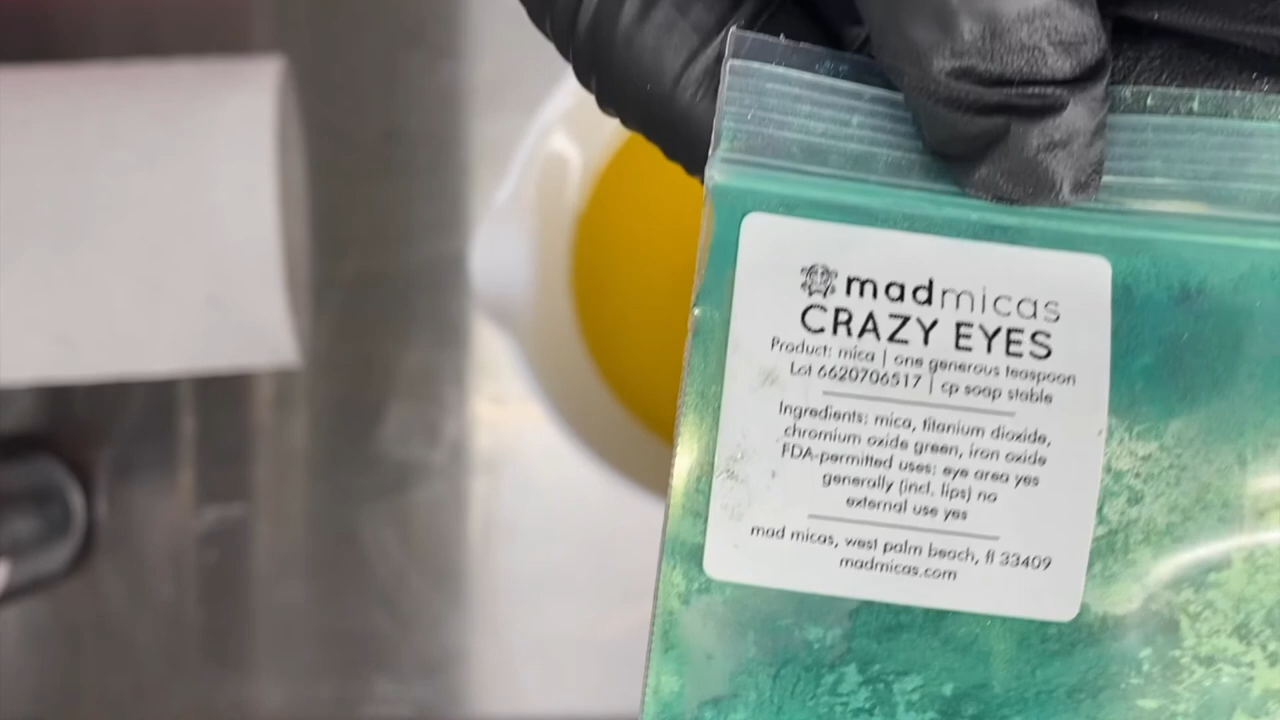 madmicas
CRAZY EYES
Product: mica | one generous teaspoon
Lot 6620706517 | cp soap stable
Ingredients: mica, titanium dioxide,
chromium oxide green, iron oxide
FDA-permitted uses: eye area yes
generally (incl. lips) no
external use yes
mad micas, west palm beach, fl 33409
madmicas.com